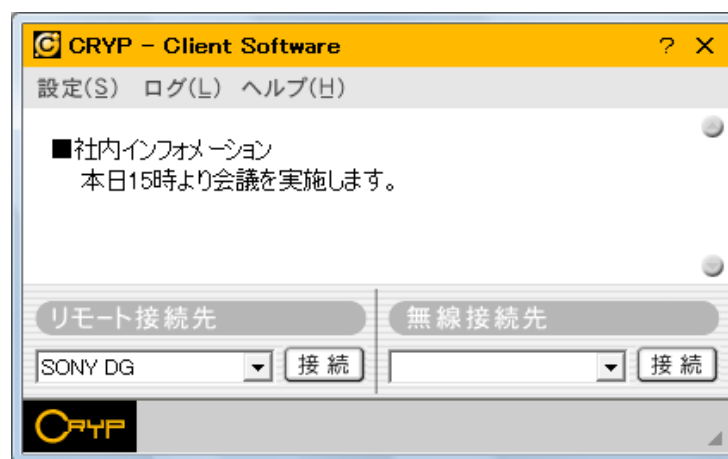 CRYP - Client Software
設定(S) ログ(L) ヘルプ(H)
■社内インフォメーション
本日15時より会議を実施します。
リモート接続先
無線接続先
SONY DG
接続
接続
CRYP